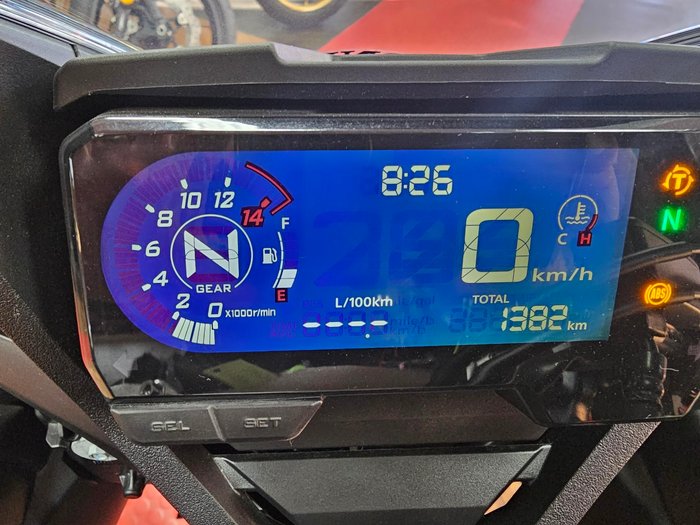 8:26
10 12
8 14
6
4
2
0 x1000r/min
N
GEAR
F
E
L/100km
----
0 km/h
C H
TOTAL
1382 km
T
N
ABS
SEL SET